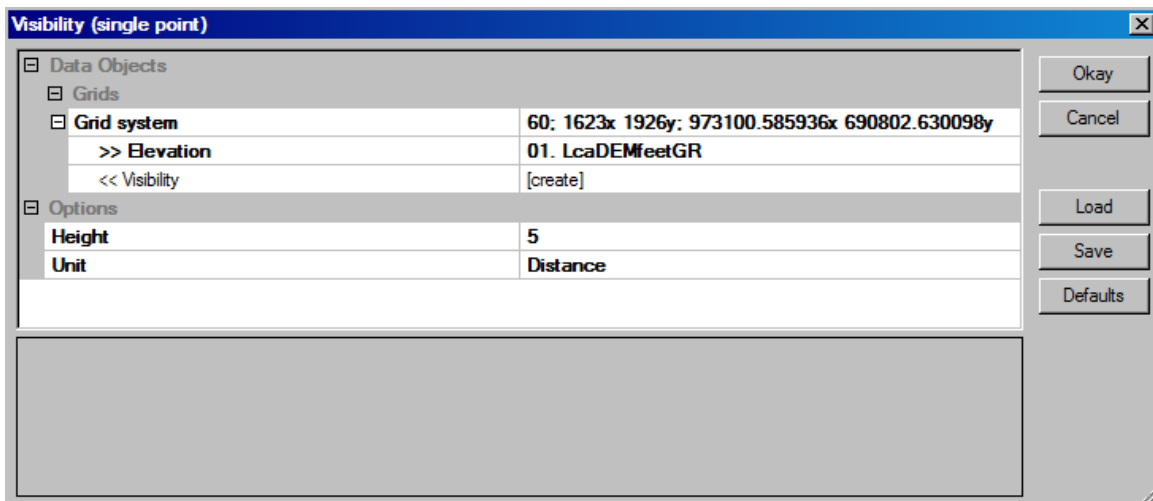 Visibility (single point)
Data Objects
Grids
Grid system 60; 1623x 1926y; 973100.585936x 690802.630098y
>> Elevation 01. LcaDEMfeetGR
<< Visibility [create]
Options
Height 5
Unit Distance
Okay
Cancel
Load
Save
Defaults